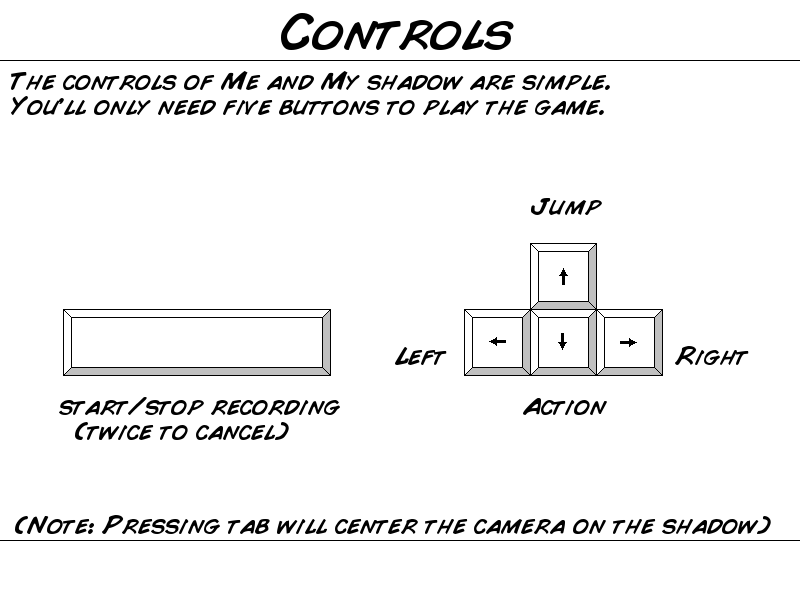 Controls
The controls of Me and My shadow are simple.
You'll only need five buttons to play the game.
Jump
Left
Right
start/stop recording
(twice to cancel)
Action
(Note: Pressing tab will center the camera on the shadow)